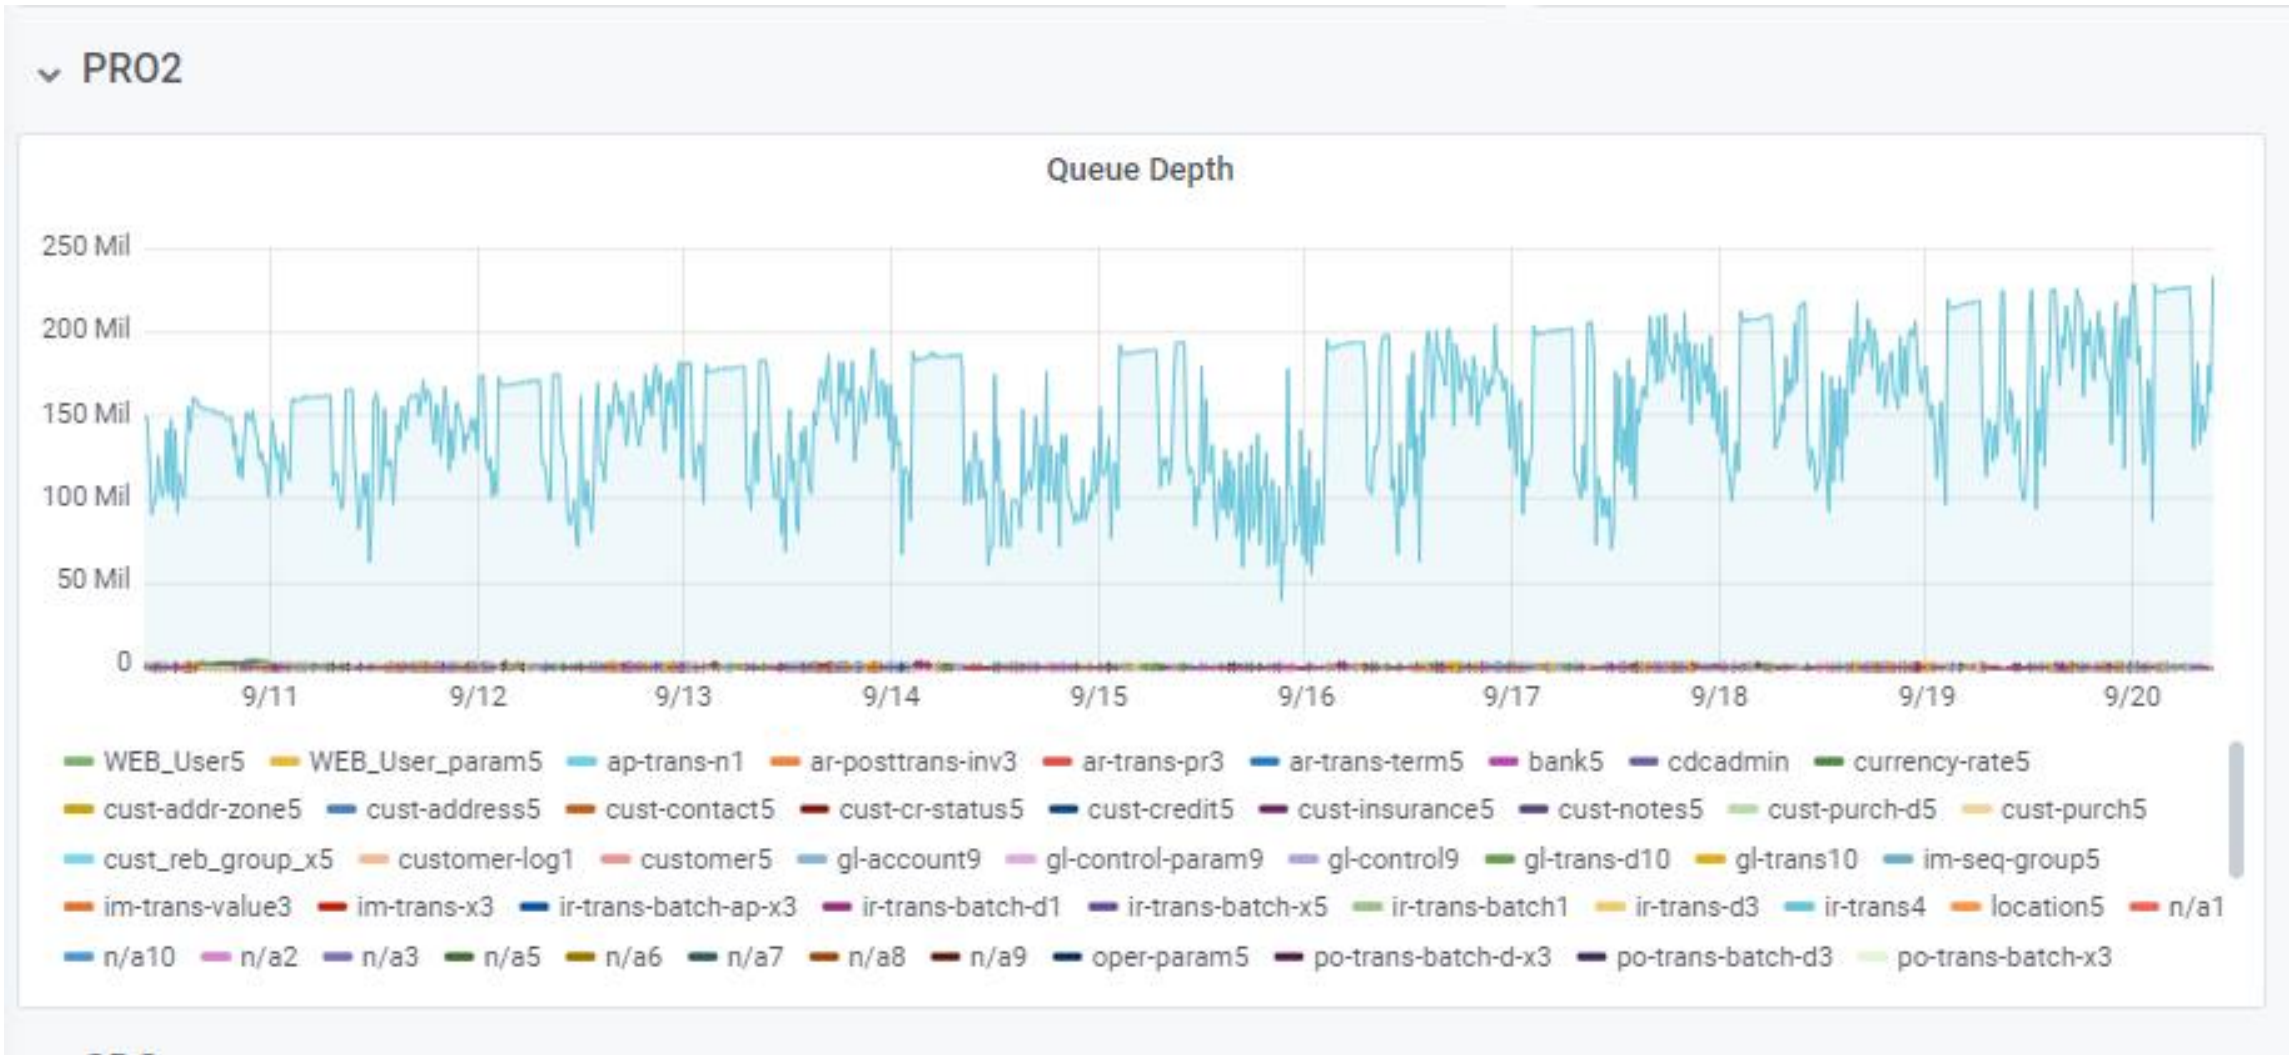 PRO2
Queue Depth
250 Mil
200 Mil
150 Mil
100 Mil
50 Mil
0
9/11 9/12 9/13 9/14 9/15 9/16 9/17 9/18 9/19 9/20
WEB_User5 WEB_User_param5 ap-trans-n1 ar-posttrans-inv3 ar-trans-pr3 ar-trans-term5 bank5 cdcadmin currency-rate5
cust-addr-zone5 cust-address5 cust-contact5 cust-cr-status5 cust-credit5 cust-insurance5 cust-notes5 cust-purch-d5 cust-purch5
cust_reb_group_x5 customer-log1 customer5 gl-account9 gl-control-param9 gl-control9 gl-trans-d10 gl-trans10 im-seq-group5
im-trans-value3 im-trans-x3 ir-trans-batch-ap-x3 ir-trans-batch-d1 ir-trans-batch-x5 ir-trans-batch1 ir-trans-d3 ir-trans4 location5 n/a1
n/a10 n/a2 n/a3 n/a5 n/a6 n/a7 n/a8 n/a9 oper-param5 po-trans-batch-d-x3 po-trans-batch-d3 po-trans-batch-x3